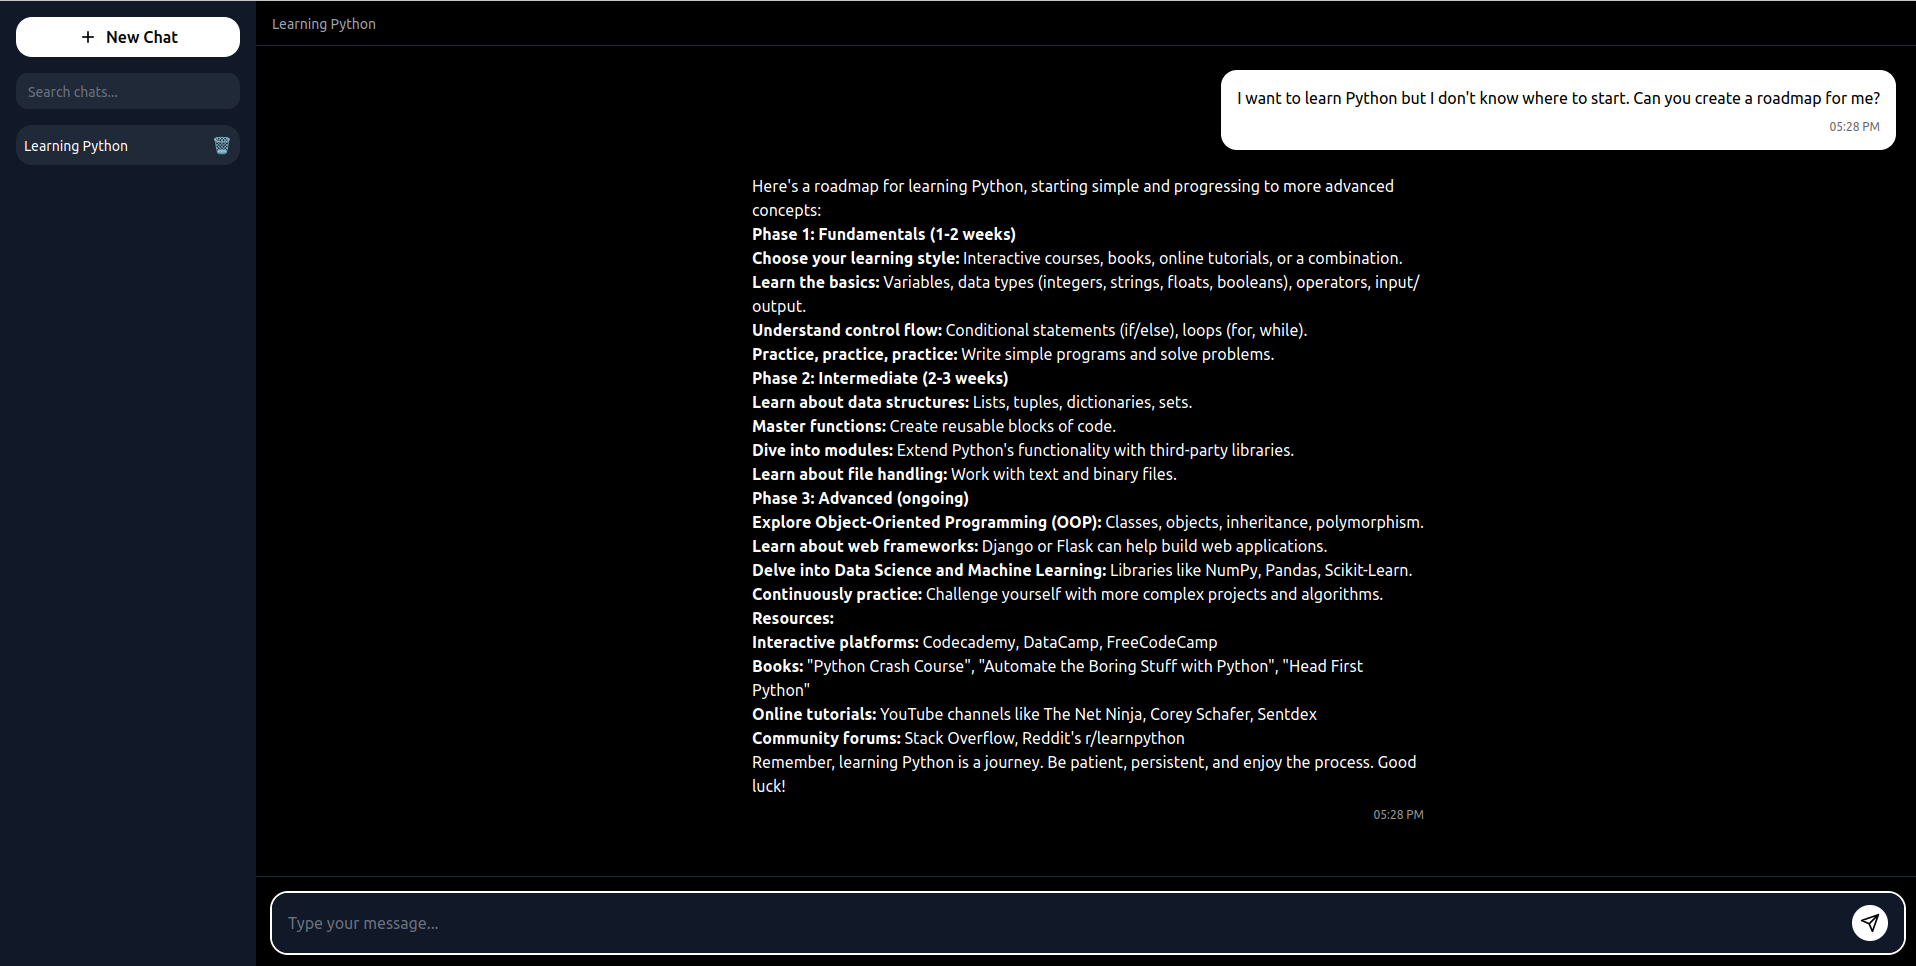 New Chat
Search chats...
Learning Python
Learning Python
I want to learn Python but I don't know where to start. Can you create a roadmap for me?
05:28 PM
Here's a roadmap for learning Python, starting simple and progressing to more advanced
concepts:
Phase 1: Fundamentals (1-2 weeks)
Choose your learning style: Interactive courses, books, online tutorials, or a combination.
Learn the basics: Variables, data types (integers, strings, floats, booleans), operators, input/
output.
Understand control flow: Conditional statements (if/else), loops (for, while).
Practice, practice, practice: Write simple programs and solve problems.
Phase 2: Intermediate (2-3 weeks)
Learn about data structures: Lists, tuples, dictionaries, sets.
Master functions: Create reusable blocks of code.
Dive into modules: Extend Python's functionality with third-party libraries.
Learn about file handling: Work with text and binary files.
Phase 3: Advanced (ongoing)
Explore Object-Oriented Programming (OOP): Classes, objects, inheritance, polymorphism.
Learn about web frameworks: Django or Flask can help build web applications.
Delve into Data Science and Machine Learning: Libraries like NumPy, Pandas, Scikit-Learn.
Continuously practice: Challenge yourself with more complex projects and algorithms.
Resources:
Interactive platforms: Codecademy, DataCamp, FreeCodeCamp
Books: "Python Crash Course", "Automate the Boring Stuff with Python", "Head First
Python"
Online tutorials: YouTube channels like The Net Ninja, Corey Schafer, Sentdex
Community forums: Stack Overflow, Reddit's r/learnpython
Remember, learning Python is a journey. Be patient, persistent, and enjoy the process. Good
luck!
05:28 PM
Type your message...